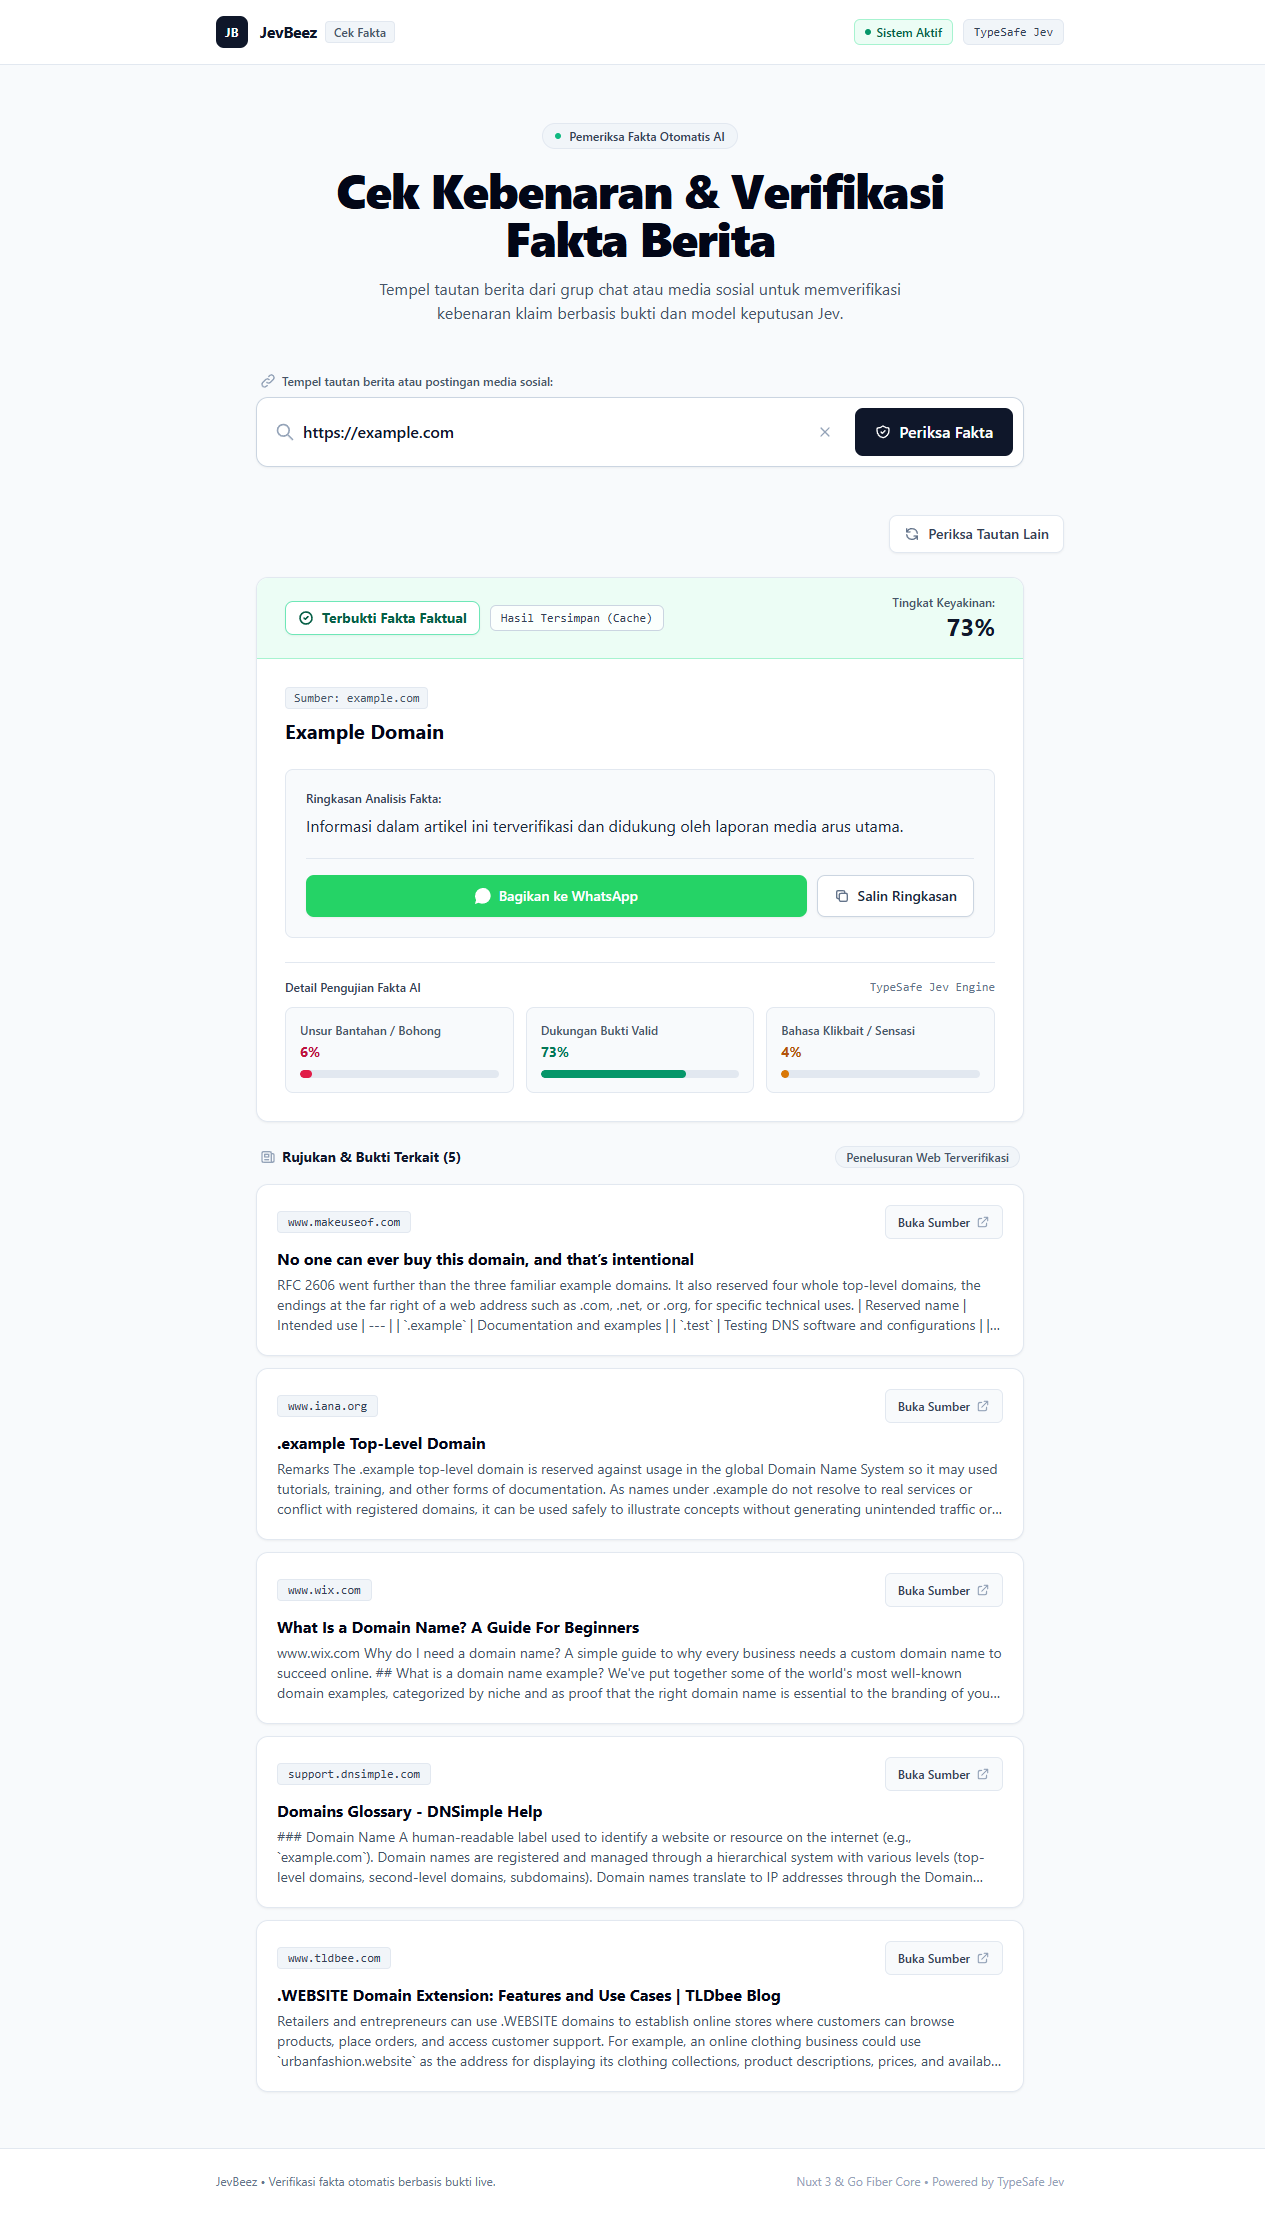 JB
JevBeez
Cek Fakta
Sistem Aktif
TypeSafe Jev
Pemeriksa Fakta Otomatis AI
Cek Kebenaran & Verifikasi
Fakta Berita
Tempel tautan berita dari grup chat atau media sosial untuk memverifikasi
kebenaran klaim berbasis bukti dan model keputusan Jev.
Tempel tautan berita atau postingan media sosial:
https://example.com
Periksa Fakta
Periksa Tautan Lain
Terbukti Fakta Faktual
Hasil Tersimpan (Cache)
Tingkat Keyakinan:
73%
Sumber: example.com
Example Domain
Ringkasan Analisis Fakta:
Informasi dalam artikel ini terverifikasi dan didukung oleh laporan media arus utama.
Bagikan ke WhatsApp
Salin Ringkasan
Detail Pengujian Fakta AI
TypeSafe Jev Engine
Unsur Bantahan / Bohong
6%
Dukungan Bukti Valid
73%
Bahasa Klikbait / Sensasi
4%
Rujukan & Bukti Terkait (5)
Penelusuran Web Terverifikasi
www.makeuseof.com
Buka Sumber
No one can ever buy this domain, and that’s intentional
RFC 2606 went further than the three familiar example domains. It also reserved four whole top-level domains, the
endings at the far right of a web address such as .com, .net, or .org, for specific technical uses. | Reserved name |
Intended use | --- | | `.example` | Documentation and examples | | `.test` | Testing DNS software and configurations | |...
www.iana.org
Buka Sumber
.example Top-Level Domain
Remarks The .example top-level domain is reserved against usage in the global Domain Name System so it may used
tutorials, training, and other forms of documentation. As names under .example do not resolve to real services or
conflict with registered domains, it can be used safely to illustrate concepts without generating unintended traffic or...
www.wix.com
Buka Sumber
What Is a Domain Name? A Guide For Beginners
www.wix.com Why do I need a domain name? A simple guide to why every business needs a custom domain name to
succeed online. ## What is a domain name example? We've put together some of the world's most well-known
domain examples, categorized by niche and as proof that the right domain name is essential to the branding of you...
support.dnsimple.com
Buka Sumber
Domains Glossary - DNSimple Help
### Domain Name A human-readable label used to identify a website or resource on the internet (e.g.,
`example.com`). Domain names are registered and managed through a hierarchical system with various levels (top-
level domains, second-level domains, subdomains). Domain names translate to IP addresses through the Domain...
www.tldbee.com
Buka Sumber
.WEBSITE Domain Extension: Features and Use Cases | TLDbee Blog
Retailers and entrepreneurs can use .WEBSITE domains to establish online stores where customers can browse
products, place orders, and access customer support. For example, an online clothing business could use
`urbanfashion.website` as the address for displaying its clothing collections, product descriptions, prices, and availab...
JevBeez • Verifikasi fakta otomatis berbasis bukti live.
Nuxt 3 & Go Fiber Core • Powered by TypeSafe Jev